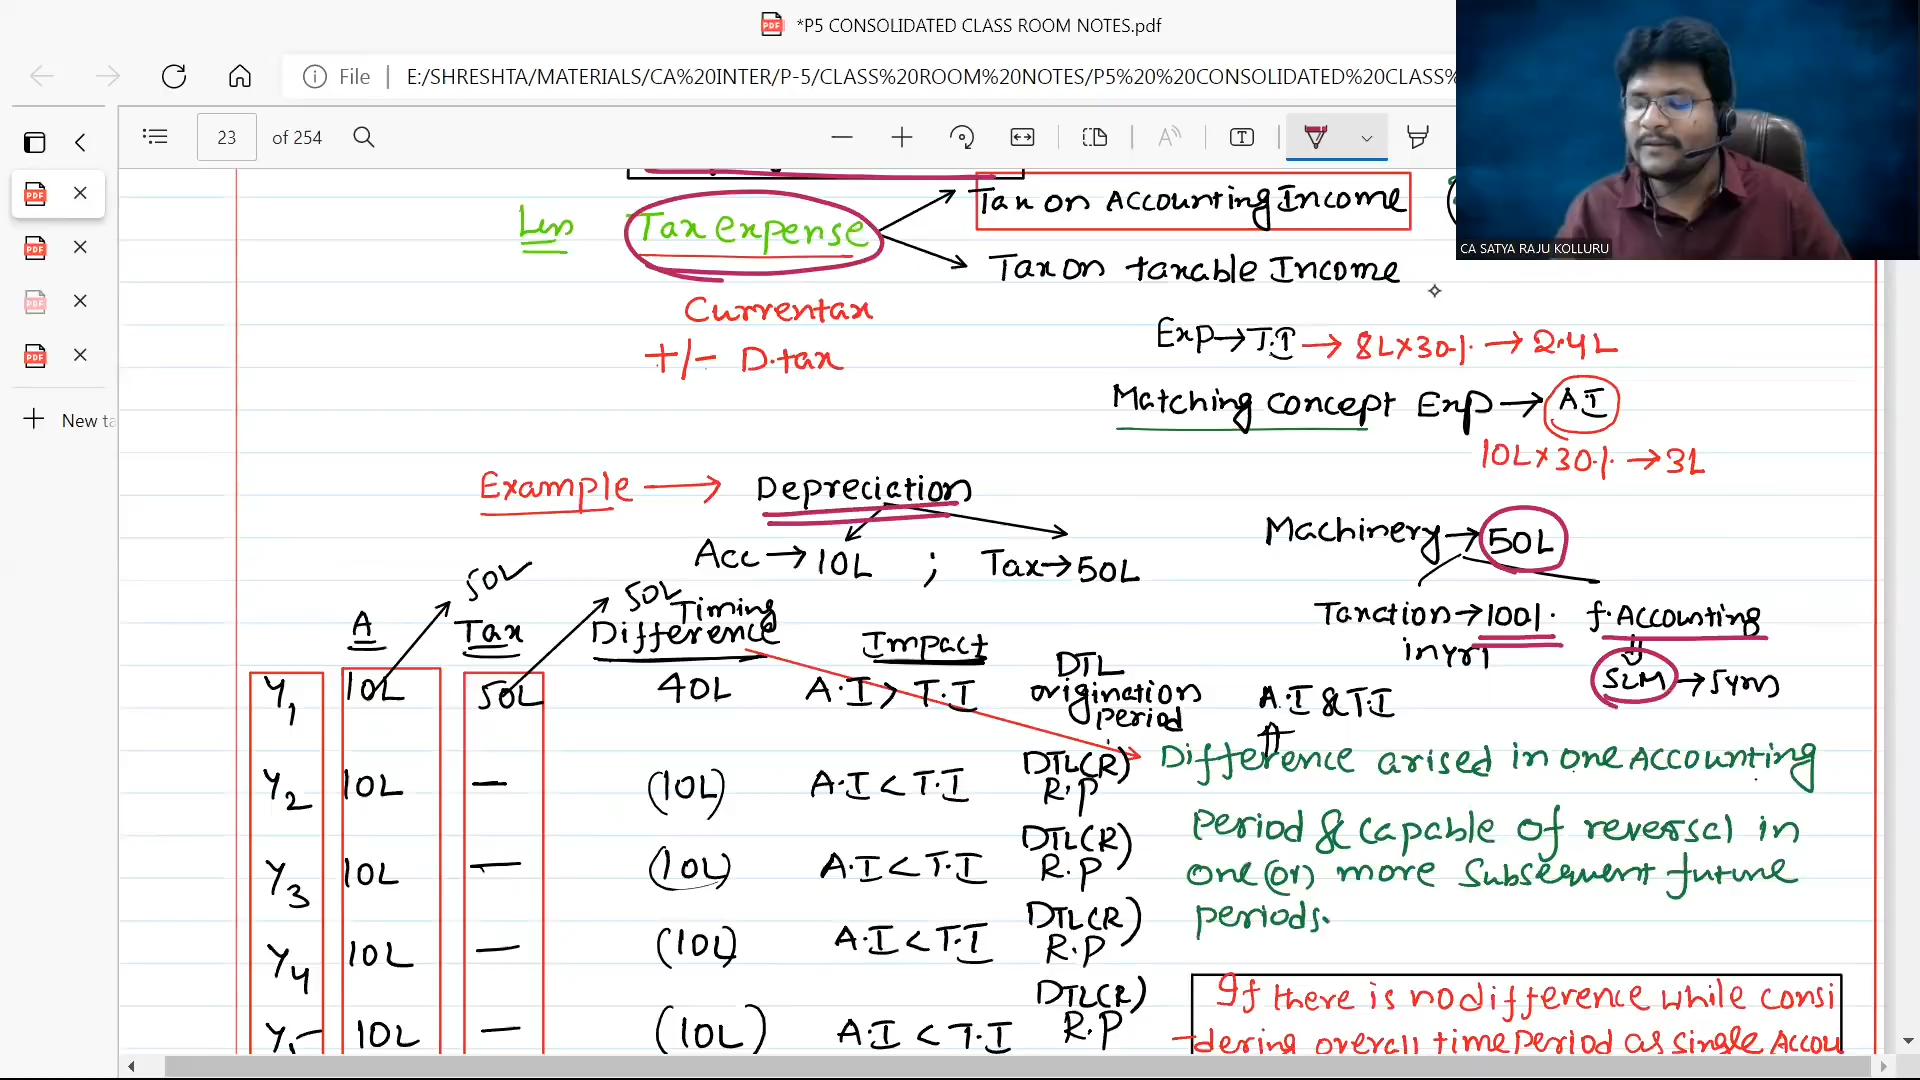 *P5 CONSOLIDATED CLASS ROOM NOTES.pdf
File | E:/SHRESHTA/MATERIALS/CA%20INTER/P-5/CLASS%20ROOM%20NOTES/P5%20%20CONSOLIDATED%20CLASS%
23 of 254
New ta
CA SATYA RAJU KOLLURU
Less Tax expense Tax on Accounting Income
Tax on taxable Income
Current tax
+/- D.tax
Exp→T.I → 8L×30% → 2.4L
Matching concept Exp → AI
10L×30% → 3L
Example → Depreciation
Acc → 10L ; Tax → 50L
Machinery → 50L
Taxation → 100% f. Accounting
in yr1
SLM → 5yrs
50L 50L
A Tax Timing Difference Impact
Y1 10L 50L 40L A.I > T.I DTL origination period
A.I & T.I
Y2 10L — (10L) A.I < T.I DTL(R) R.P
Y3 10L — (10L) A.I < T.I DTL(R) R.P
Y4 10L — (10L) A.I < T.I DTL(R) R.P
Y5 10L — (10L) A.I < T.I DTL(R) R.P
Difference arised in one Accounting
Period & capable of reversal in
one (or) more subsequent future
periods.
If there is no difference while consi
-dering overall time period as single Accou